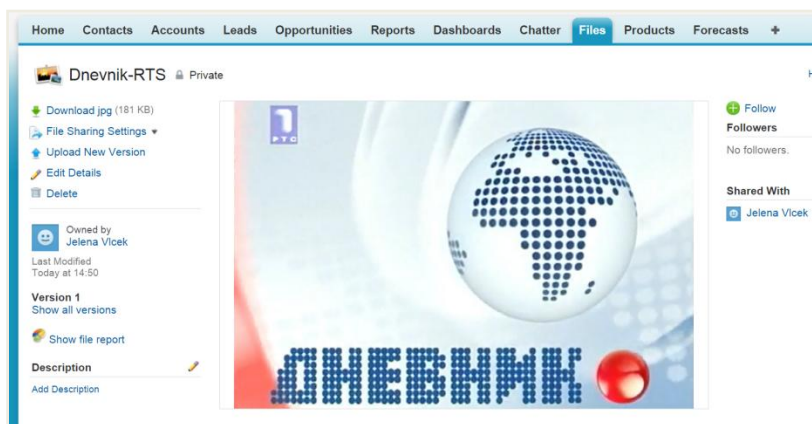 Home Contacts Accounts Leads Opportunities Reports Dashboards Chatter Files Products Forecasts +
Dnevnik-RTS Private
Download jpg (181 KB)
File Sharing Settings
Upload New Version
Edit Details
Delete
Owned by
Jelena Vlcek
Last Modified
Today at 14:50
Version 1
Show all versions
Show file report
Description
Add Description
1
РТС
ДНЕВНИК
Follow
Followers
No followers.
Shared With
Jelena Vlcek